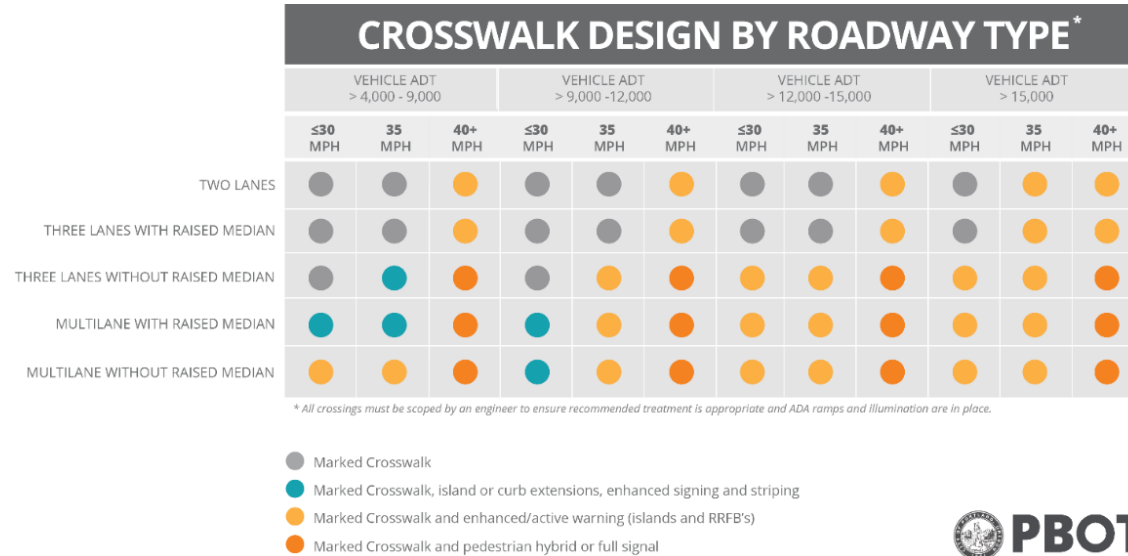 CROSSWALK DESIGN BY ROADWAY TYPE*
VEHICLE ADT > 4,000 - 9,000
VEHICLE ADT > 9,000 -12,000
VEHICLE ADT > 12,000 -15,000
VEHICLE ADT > 15,000
≤30 MPH 35 MPH 40+ MPH ≤30 MPH 35 MPH 40+ MPH ≤30 MPH 35 MPH 40+ MPH ≤30 MPH 35 MPH 40+ MPH
TWO LANES
THREE LANES WITH RAISED MEDIAN
THREE LANES WITHOUT RAISED MEDIAN
MULTILANE WITH RAISED MEDIAN
MULTILANE WITHOUT RAISED MEDIAN
* All crossings must be scoped by an engineer to ensure recommended treatment is appropriate and ADA ramps and Illumination are in place.
Marked Crosswalk
Marked Crosswalk, island or curb extensions, enhanced signing and striping
Marked Crosswalk and enhanced/active warning (islands and RRFB's)
Marked Crosswalk and pedestrian hybrid or full signal
PBOT